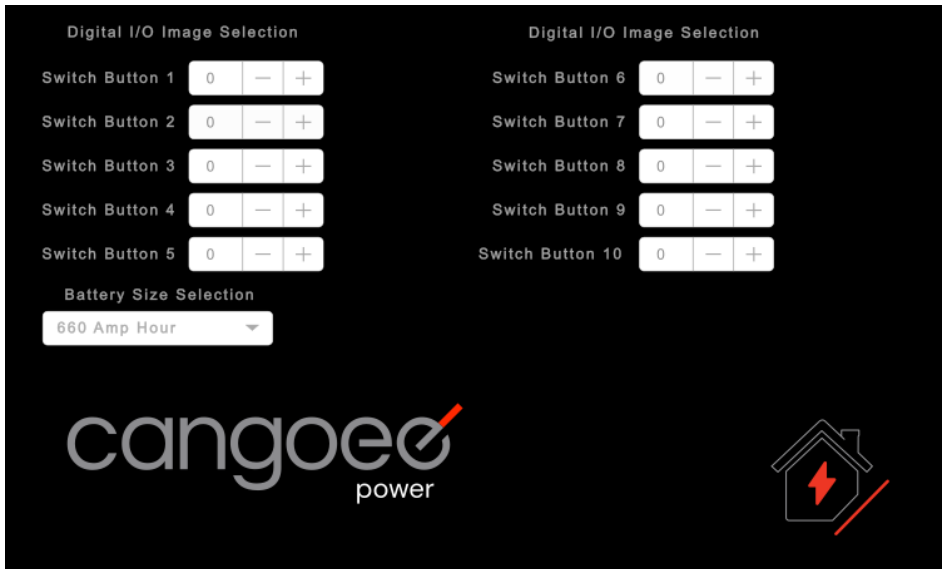 Digital I/O Image Selection
Switch Button 1 0 — +
Switch Button 2 0 — +
Switch Button 3 0 — +
Switch Button 4 0 — +
Switch Button 5 0 — +
Battery Size Selection
660 Amp Hour
Digital I/O Image Selection
Switch Button 6 0 — +
Switch Button 7 0 — +
Switch Button 8 0 — +
Switch Button 9 0 — +
Switch Button 10 0 — +
cangoee
power